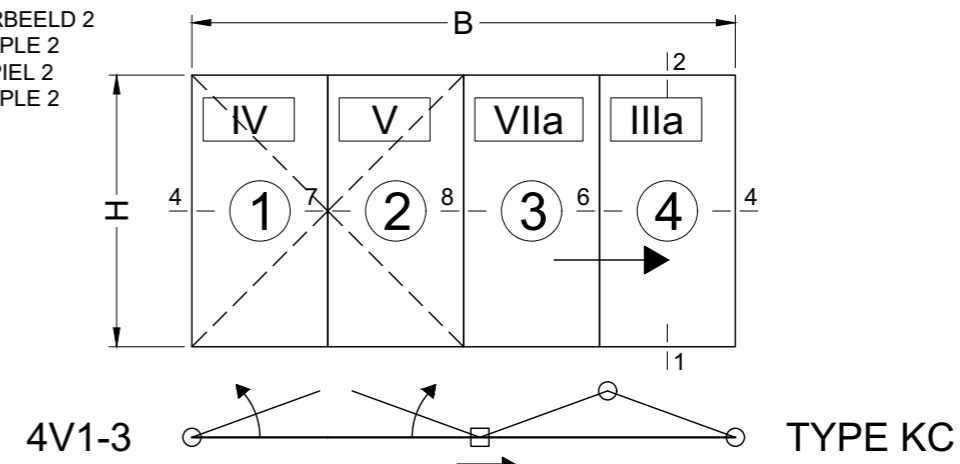 RBEELD 2
PLE 2
PIEL 2
PLE 2
B
2
IV V VIIa IIIa
H
4 1 7 2 8 3 6 4 4
1
4V1-3 TYPE KC